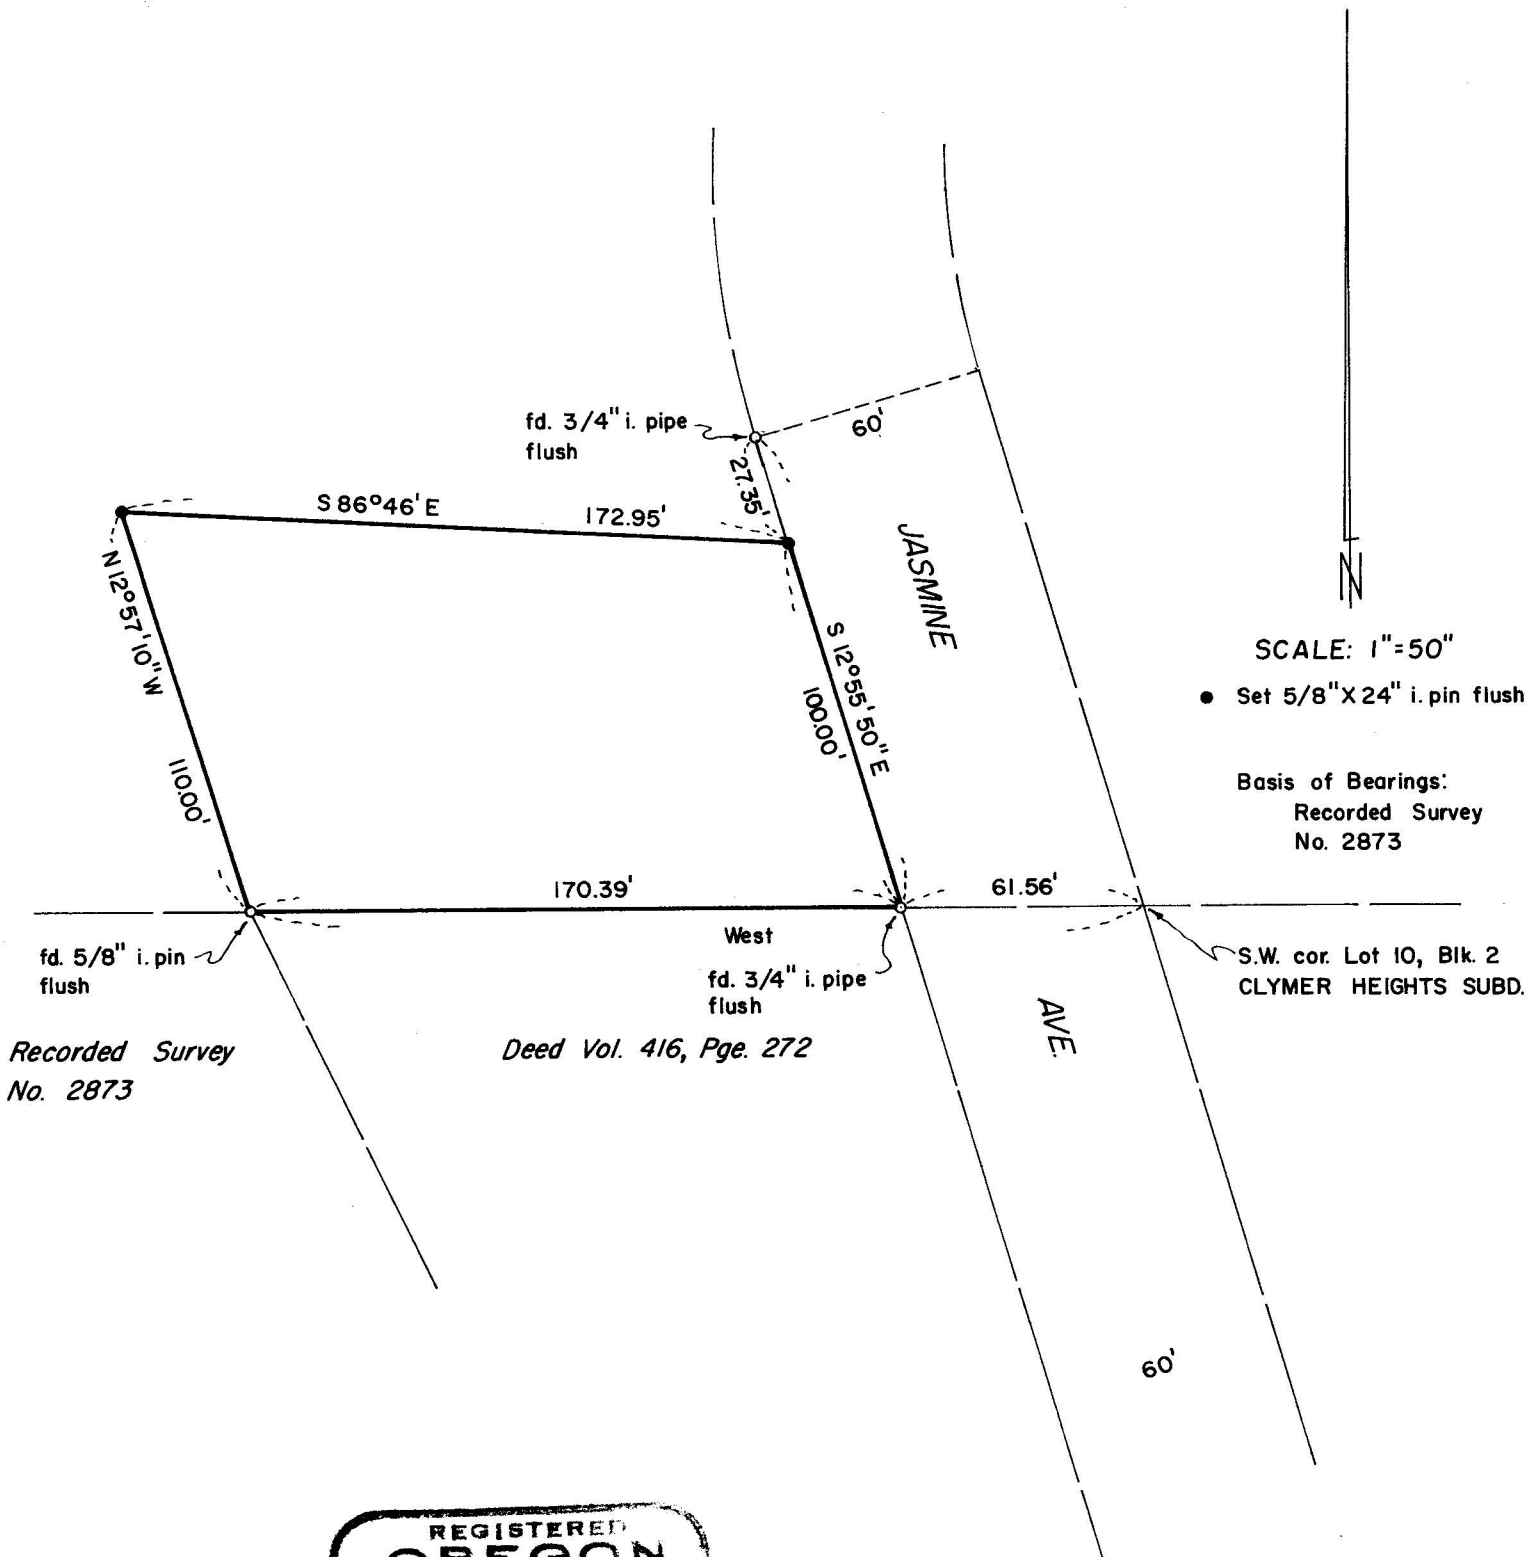 fd. 3/4" i. pipe
flush
60'
27.35'
S 86°46' E
172.95'
JASMINE
N 12°57'10" W
110.00'
S 12°55'50" E
100.00'
N
SCALE: 1"=50"
● Set 5/8"X24" i. pin flush
Basis of Bearings:
Recorded Survey
No. 2873
170.39'
61.56'
West
fd. 5/8" i. pin
flush
fd. 3/4" i. pipe
flush
S.W. cor. Lot 10, Blk. 2
CLYMER HEIGHTS SUBD.
AVE.
Recorded Survey
No. 2873
Deed Vol. 416, Pge. 272
60'
REGISTERED
OREGON